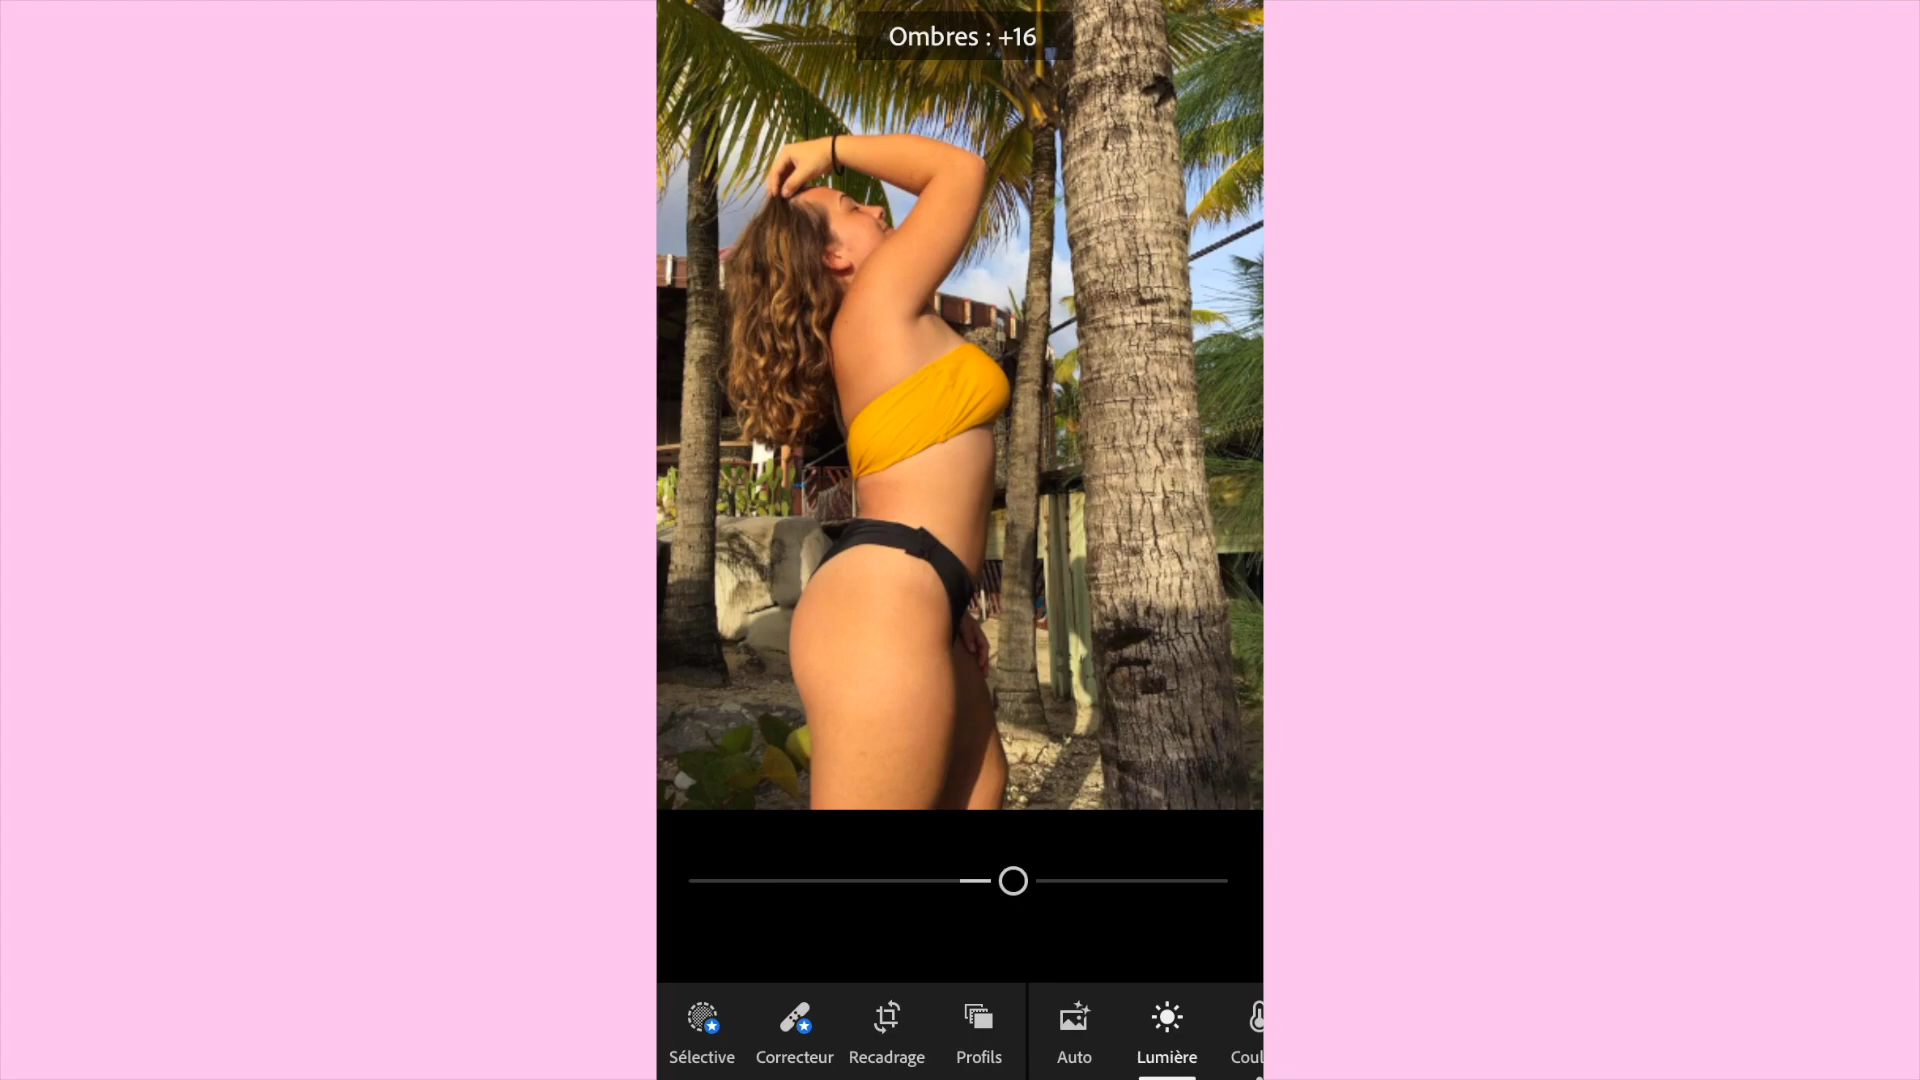 Ombres : +16
Sélective
Correcteur
Recadrage
Profils
Auto
Lumière
Coul